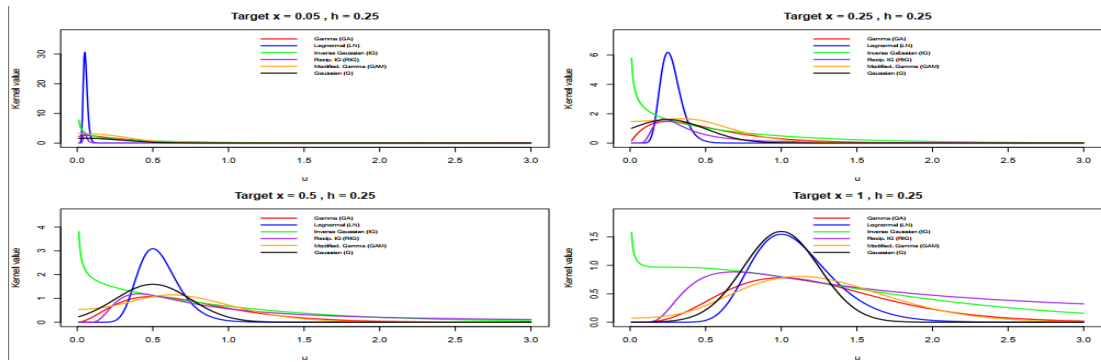 Target x = 0.05 , h = 0.25
Kernel value
0 10 20 30
Gamma (GA)
Lognormal (LN)
Inverse Gaussian (IG)
Recip. IG (RIG)
Modified. Gamma (GAM)
Gaussian (G)
0.0 0.5 1.0 1.5 2.0 2.5 3.0
u
Target x = 0.25 , h = 0.25
Kernel value
0 2 4 6
Gamma (GA)
Lognormal (LN)
Inverse Gaussian (IG)
Recip. IG (RIG)
Modified. Gamma (GAM)
Gaussian (G)
0.0 0.5 1.0 1.5 2.0 2.5 3.0
u
Target x = 0.5 , h = 0.25
Kernel value
0 1 2 3 4
Gamma (GA)
Lognormal (LN)
Inverse Gaussian (IG)
Recip. IG (RIG)
Modified. Gamma (GAM)
Gaussian (G)
0.0 0.5 1.0 1.5 2.0 2.5 3.0
u
Target x = 1 , h = 0.25
Kernel value
0.0 0.5 1.0 1.5
Gamma (GA)
Lognormal (LN)
Inverse Gaussian (IG)
Recip. IG (RIG)
Modified. Gamma (GAM)
Gaussian (G)
0.0 0.5 1.0 1.5 2.0 2.5 3.0
u